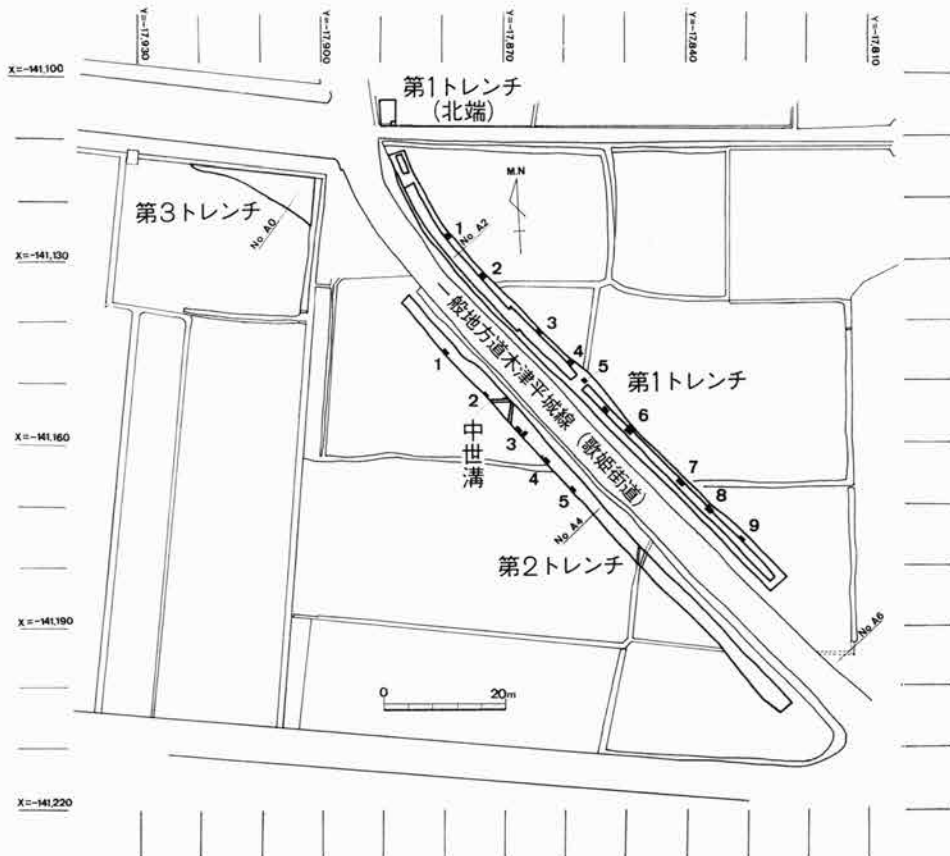 Y=-17,930
Y=-17,900
Y=-17,870
Y=-17,840
Y=-17,810
X=-141,100
第1トレンチ
(北端)
M.N
第3トレンチ
No A0
1
No A2
2
X=-141,130
3
4
5
一般地方道木津平城線(歌姫街道)
第1トレンチ
1
2
6
中世溝
3
X=-141,160
4
5
7
8
9
No A4
第2トレンチ
X=-141,190
No A6
0
20m
X=-141,220